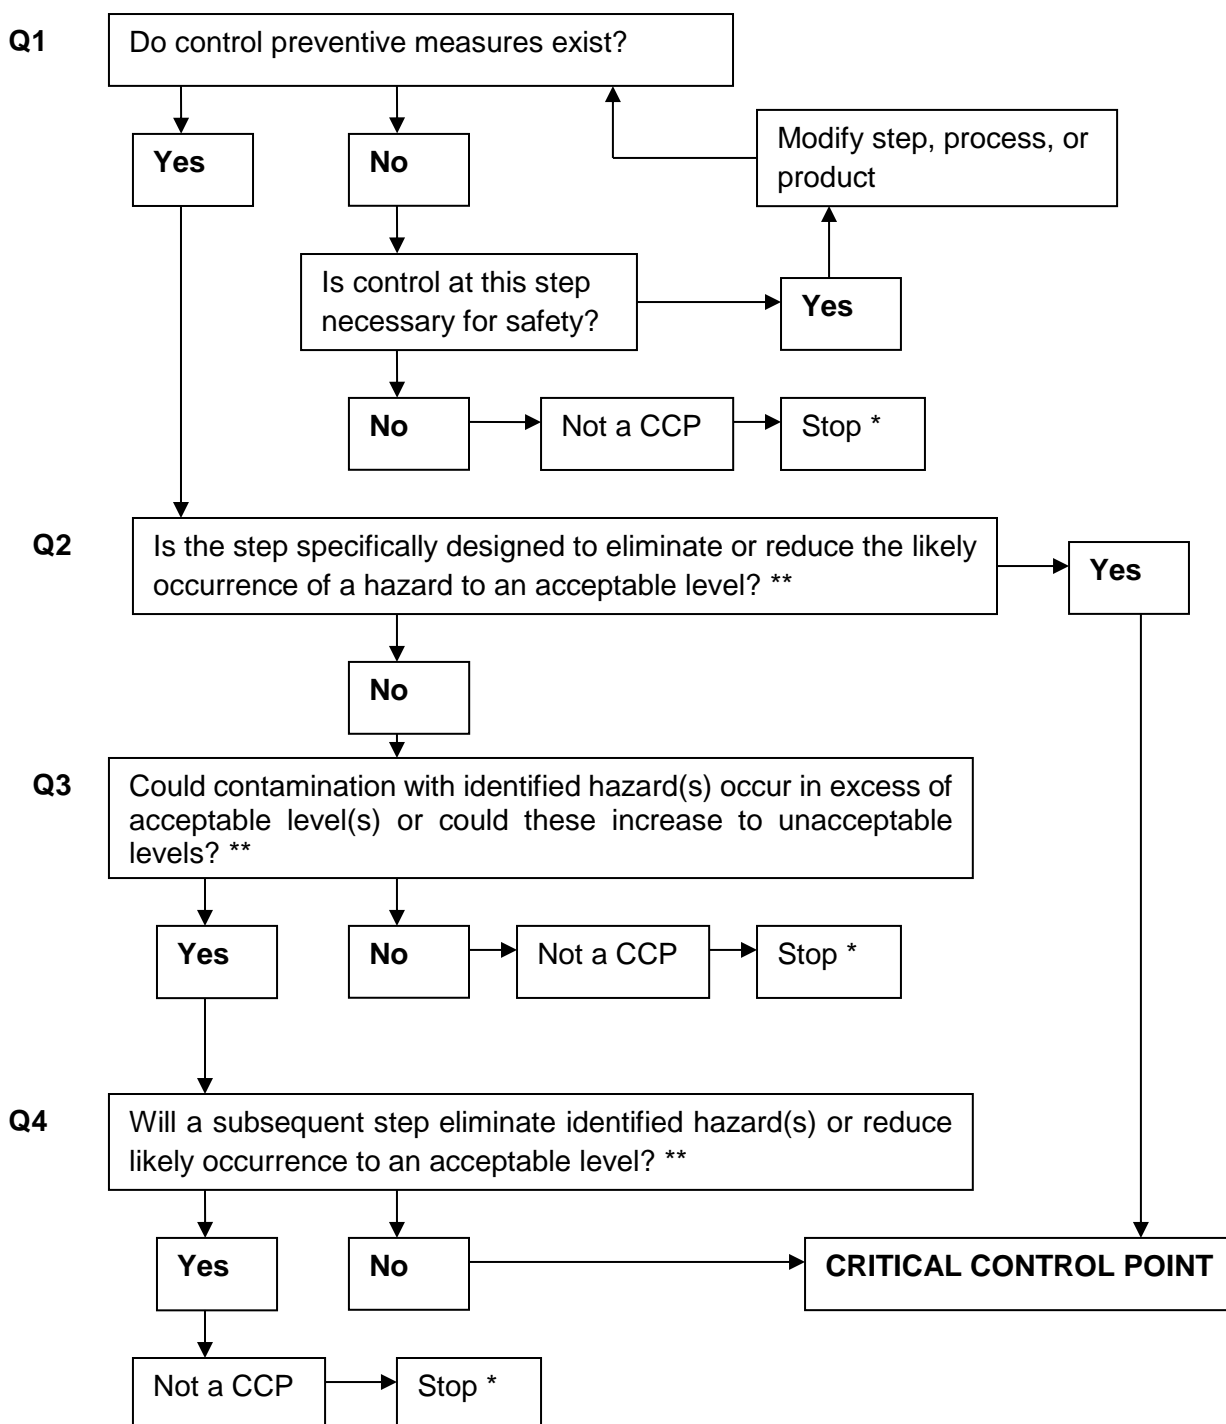 Q1
Do control preventive measures exist?
Modify step, process, or
product
Yes
No
Is control at this step
necessary for safety?
Yes
No
Not a CCP
Stop *
Q2
Is the step specifically designed to eliminate or reduce the likely
occurrence of a hazard to an acceptable level? **
Yes
No
Q3
Could contamination with identified hazard(s) occur in excess of
acceptable level(s) or could these increase to unacceptable
levels? **
Yes
No
Not a CCP
Stop *
Q4
Will a subsequent step eliminate identified hazard(s) or reduce
likely occurrence to an acceptable level? **
Yes
No
CRITICAL CONTROL POINT
Not a CCP
Stop *